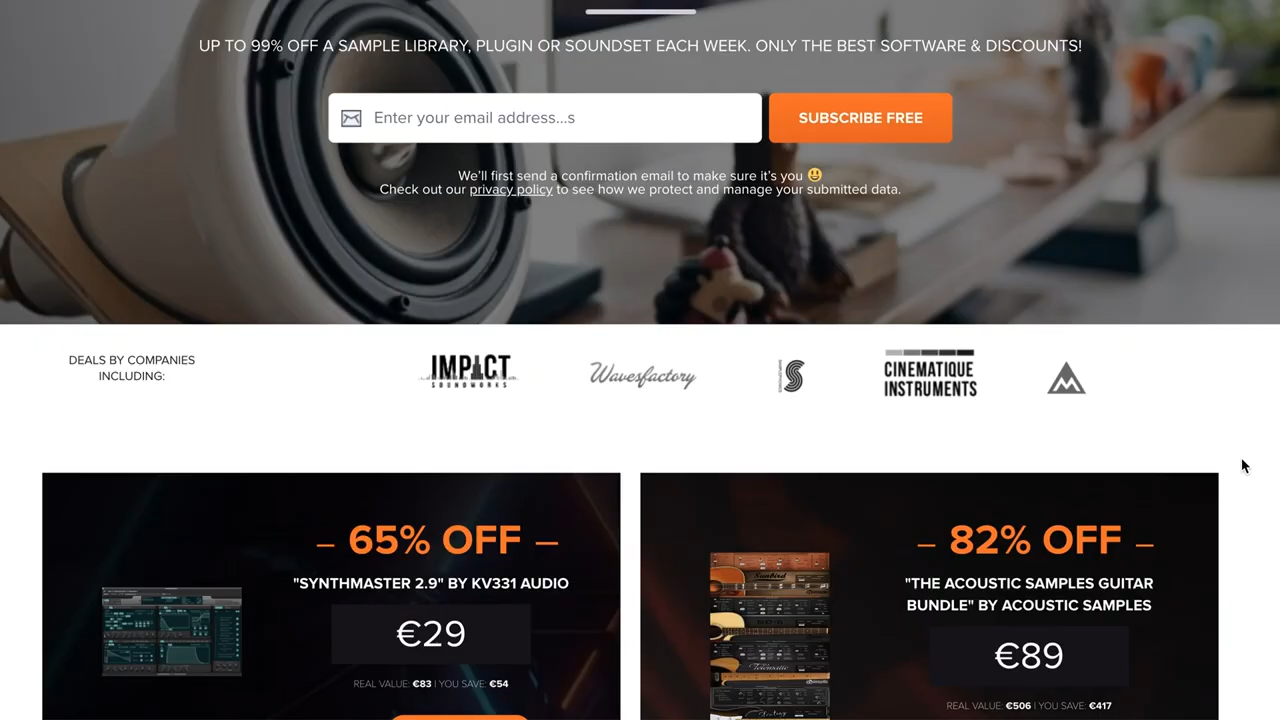 UP TO 99% OFF A SAMPLE LIBRARY, PLUGIN OR SOUNDSET EACH WEEK. ONLY THE BEST SOFTWARE & DISCOUNTS!
Enter your email address...s
SUBSCRIBE FREE
We'll first send a confirmation email to make sure it's you 😃
Check out our privacy policy to see how we protect and manage your submitted data.
DEALS BY COMPANIES
INCLUDING:
IMPACT
SOUNDWORKS
Wavesfactory
CINEMATIQUE
INSTRUMENTS
– 65% OFF –
"SYNTHMASTER 2.9" BY KV331 AUDIO
€29
REAL VALUE: €83 | YOU SAVE: €54
– 82% OFF –
"THE ACOUSTIC SAMPLES GUITAR
BUNDLE" BY ACOUSTIC SAMPLES
€89
REAL VALUE: €506 | YOU SAVE: €417
Sunbird
Telematic